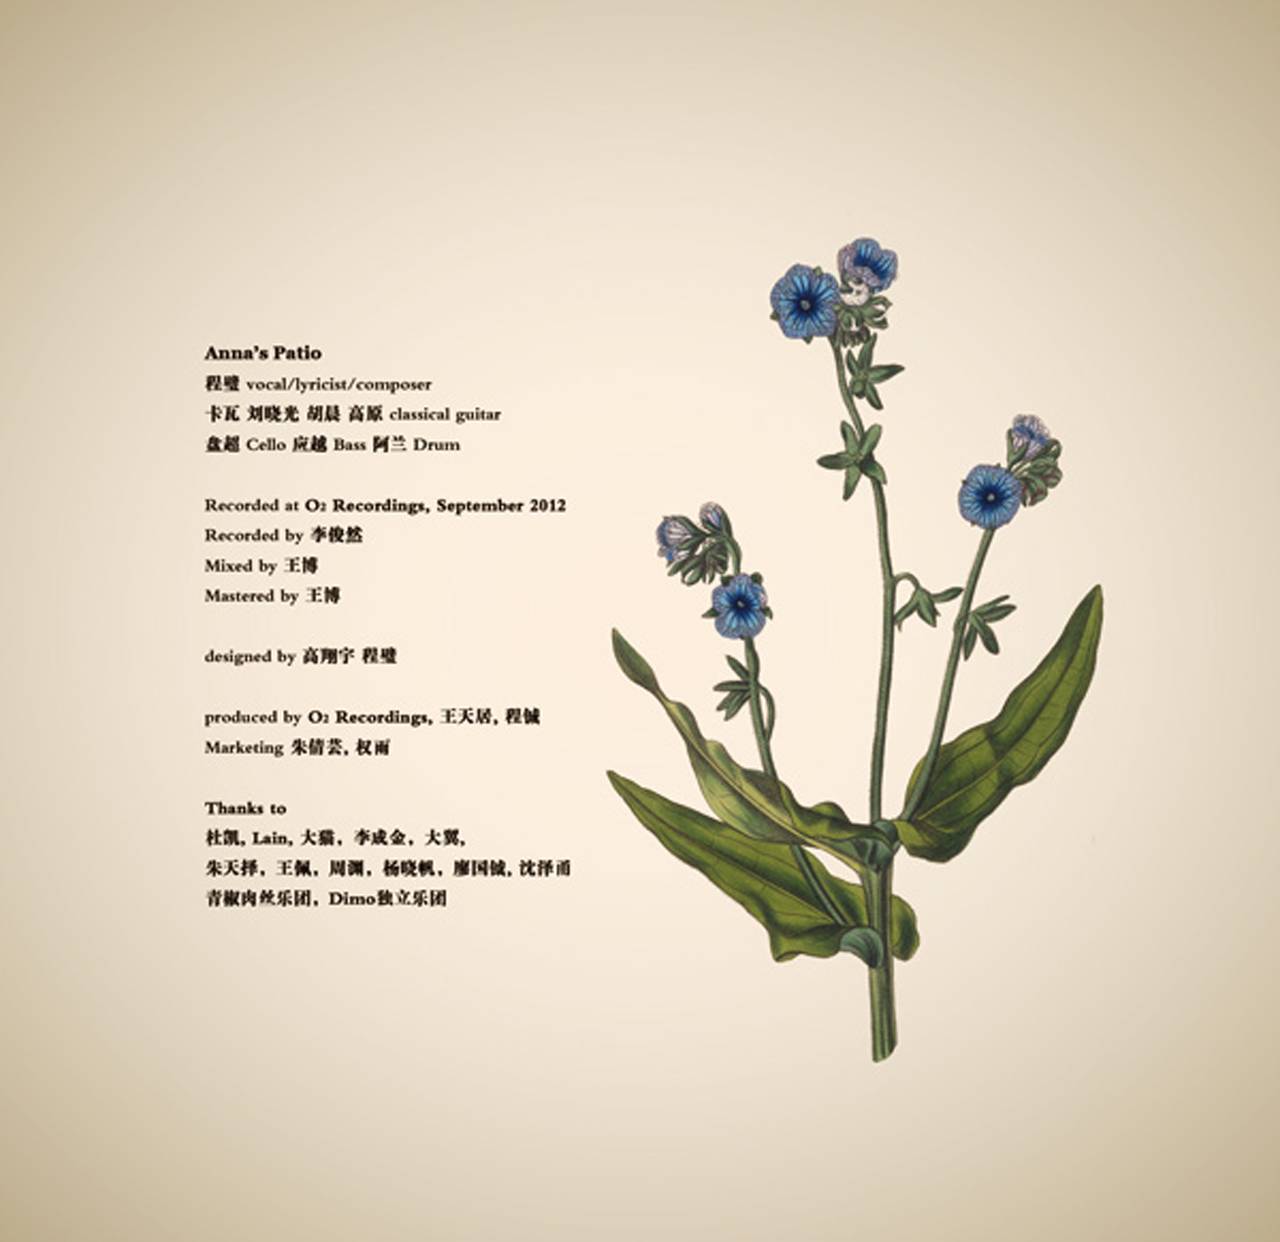 Anna's Patio
程璧 vocal/lyricist/composer
卡瓦 刘晓光 胡晨 高原 classical guitar
盘超 Cello 应越 Bass 阿兰 Drum
Recorded at O2 Recordings, September 2012
Recorded by 李俊然
Mixed by 王博
Mastered by 王博
designed by 高翔宇 程璧
produced by O2 Recordings, 王天居, 程铖
Marketing 朱倩芸, 权雨
Thanks to
杜凯, Lain, 大猫, 李成金, 大翼,
朱天择, 王佩, 周渊, 杨晓帆, 廖国钺, 沈泽甬
青椒肉丝乐团, Dimo独立乐团